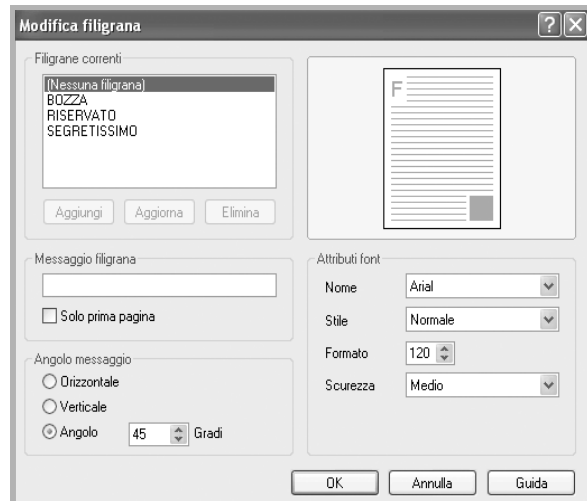 Modifica filigrana
Filigrane correnti
(Nessuna filigrana)
BOZZA
RISERVATO
SEGRETISSIMO
Aggiungi Aggiorna Elimina
F
Messaggio filigrana
Solo prima pagina
Angolo messaggio
Orizzontale
Verticale
Angolo 45 Gradi
Attributi font
Nome Arial
Stile Normale
Formato 120
Scurezza Medio
OK Annulla Guida